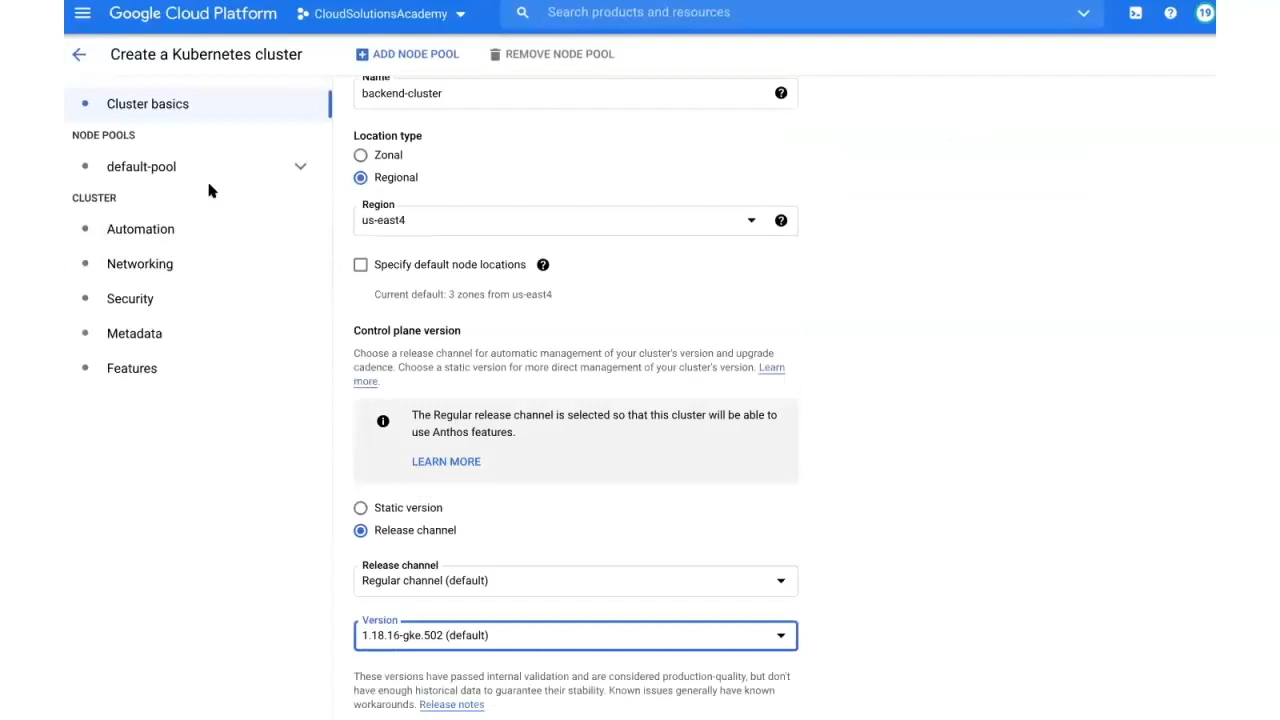 Google Cloud Platform
CloudSolutionsAcademy
Search products and resources
19
Create a Kubernetes cluster
ADD NODE POOL
REMOVE NODE POOL
Cluster basics
NODE POOLS
default-pool
CLUSTER
Automation
Networking
Security
Metadata
Features
Name
backend-cluster
Location type
Zonal
Regional
Region
us-east4
Specify default node locations
Current default: 3 zones from us-east4
Control plane version
Choose a release channel for automatic management of your cluster's version and upgrade
cadence. Choose a static version for more direct management of your cluster's version. Learn
more.
The Regular release channel is selected so that this cluster will be able to
use Anthos features.
LEARN MORE
Static version
Release channel
Release channel
Regular channel (default)
Version
1.18.16-gke.502 (default)
These versions have passed internal validation and are considered production-quality, but don't
have enough historical data to guarantee their stability. Known issues generally have known
workarounds. Release notes